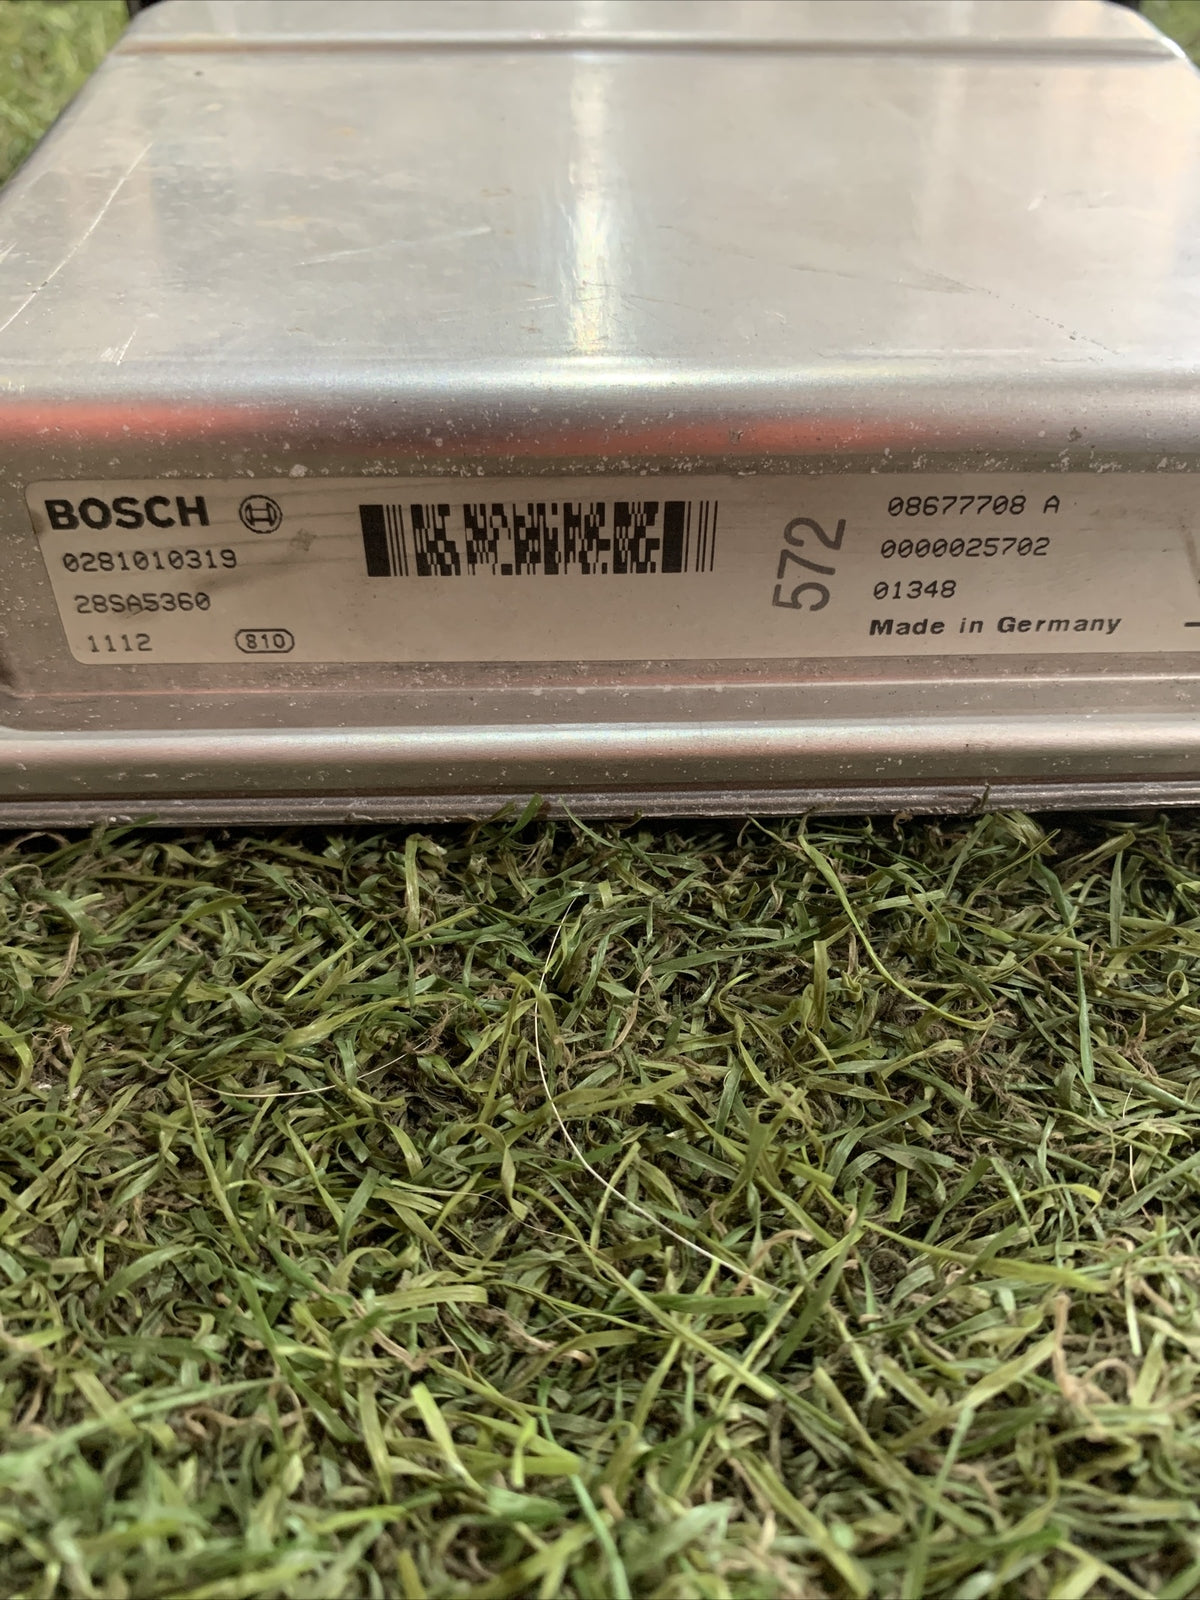 BOSCH
0281010319
28SA5360
1112 810
572
08677708 A
0000025702
01348
Made in Germany